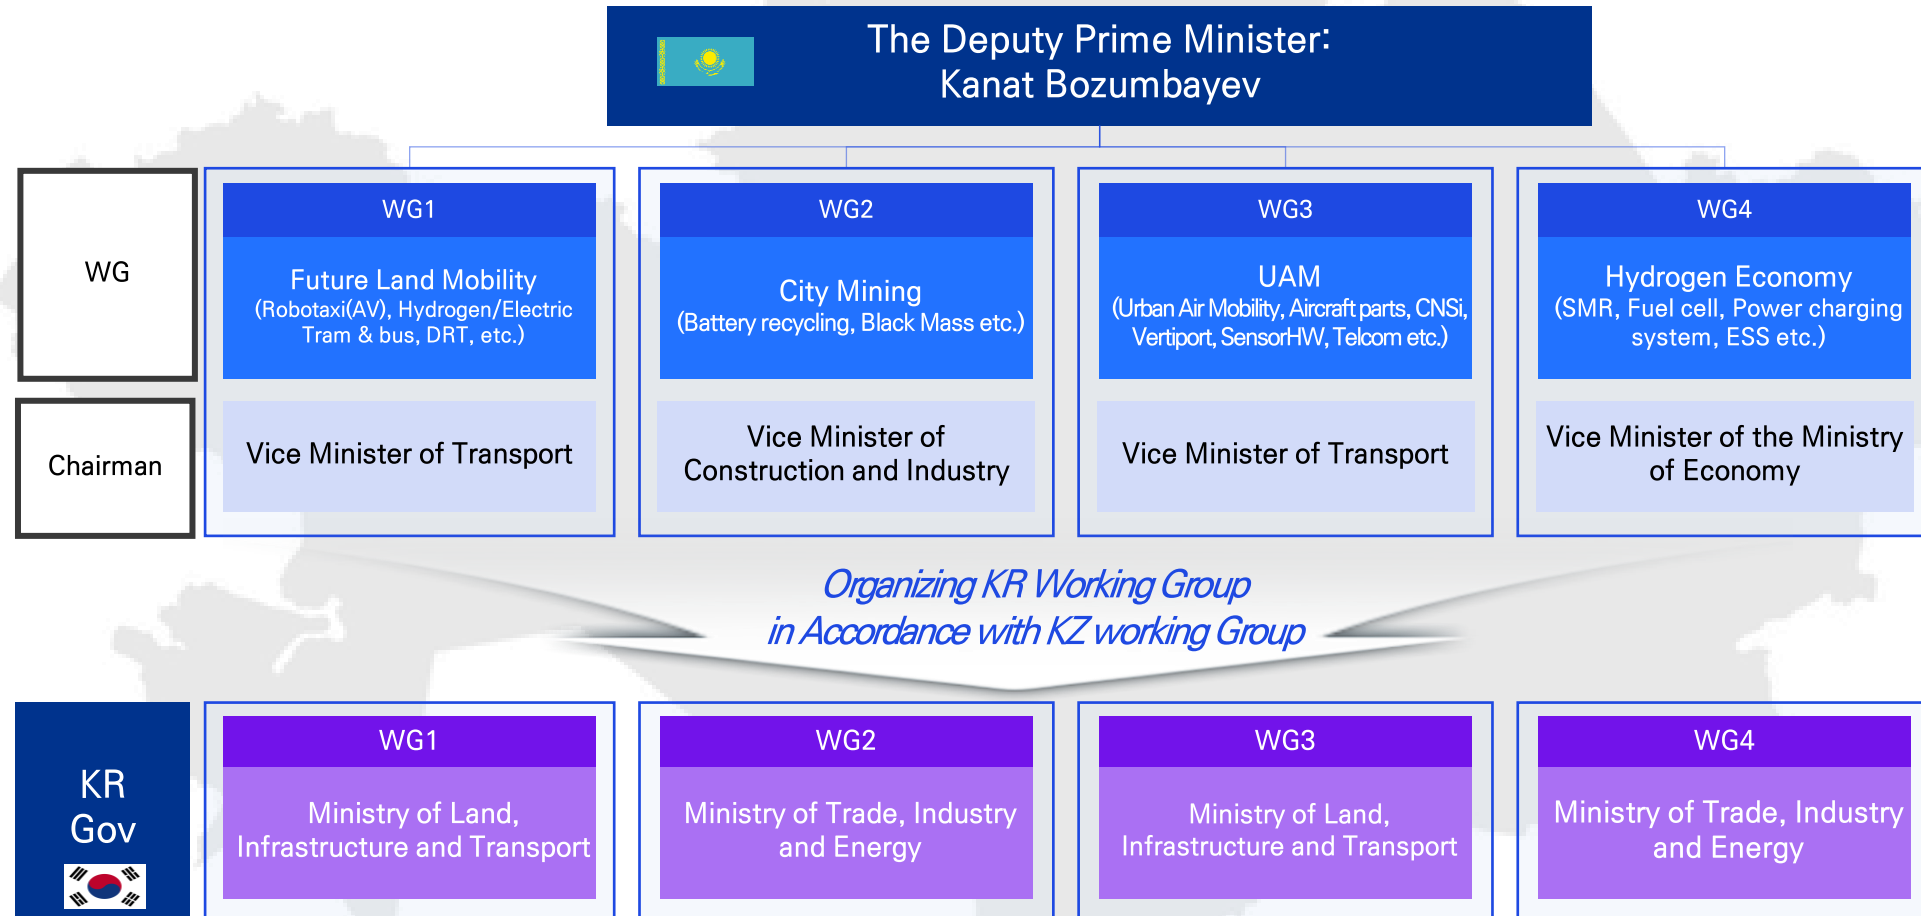 The Deputy Prime Minister:
Kanat Bozumbayev
WG
WG1
Future Land Mobility
(Robotaxi(AV), Hydrogen/Electric
Tram & bus, DRT, etc.)
WG2
City Mining
(Battery recycling, Black Mass etc.)
WG3
UAM
(Urban Air Mobility, Aircraft parts, CNSi,
Vertiport, SensorHW, Telcom etc.)
WG4
Hydrogen Economy
(SMR, Fuel cell, Power charging
system, ESS etc.)
Chairman
Vice Minister of Transport
Vice Minister of
Construction and Industry
Vice Minister of Transport
Vice Minister of the Ministry
of Economy
Organizing KR Working Group
in Accordance with KZ working Group
KR
Gov
WG1
Ministry of Land,
Infrastructure and Transport
WG2
Ministry of Trade, Industry
and Energy
WG3
Ministry of Land,
Infrastructure and Transport
WG4
Ministry of Trade, Industry
and Energy